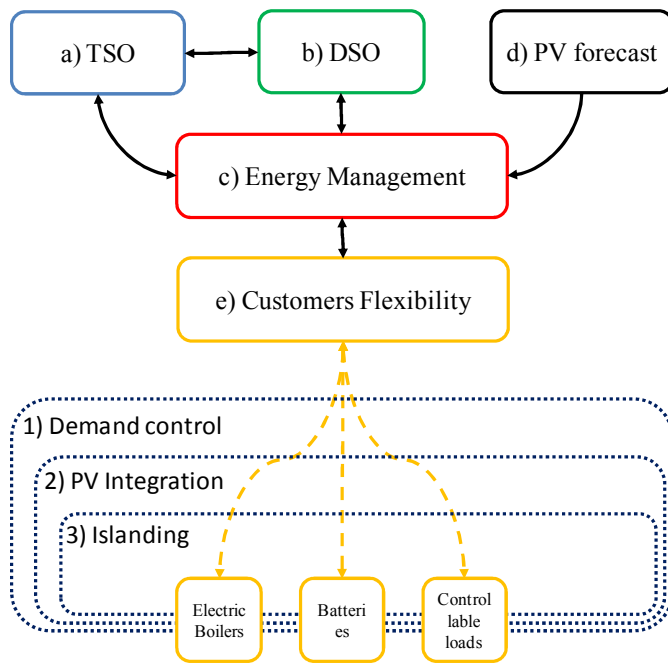 a) TSO
b) DSO
d) PV forecast
c) Energy Management
e) Customers Flexibility
1) Demand control
2) PV Integration
3) Islanding
Electric
Boilers
Batteri
es
Control
lable
loads